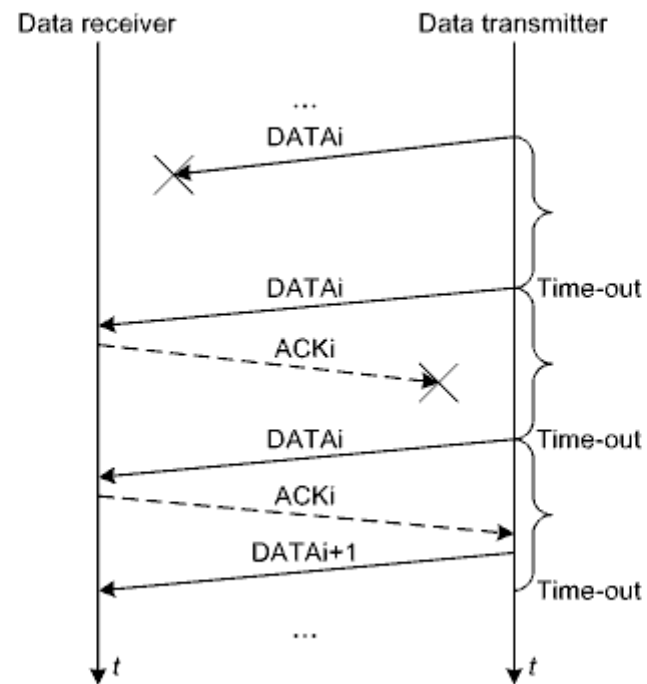 Data receiver
Data transmitter
...
DATAi
DATAi
Time-out
ACKi
DATAi
Time-out
ACKi
DATAi+1
Time-out
...
t
t